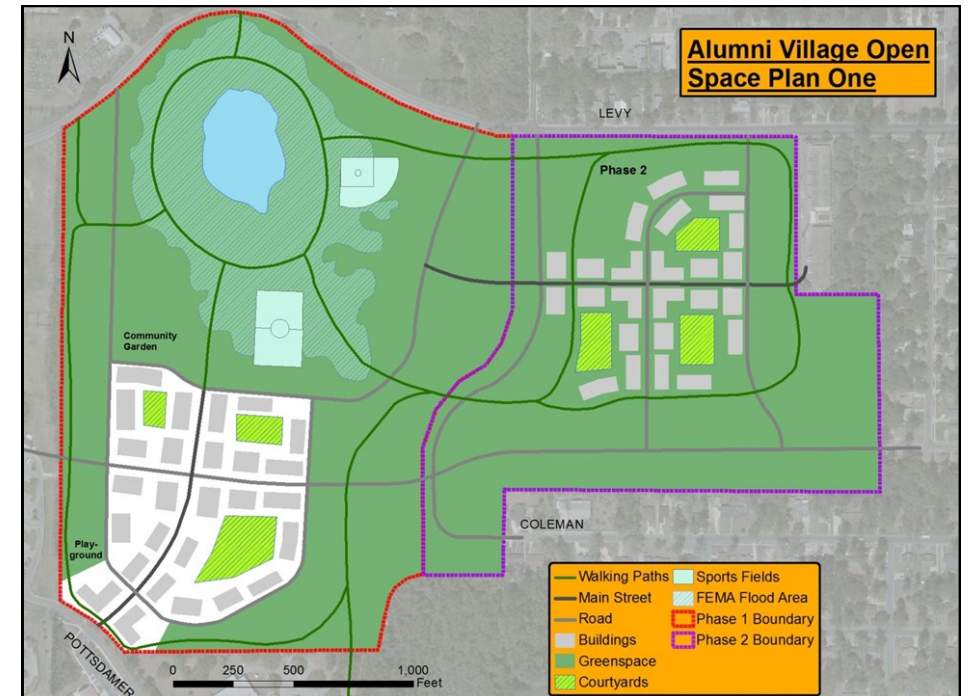 N
Alumni Village Open
Space Plan One
LEVY
Phase 2
Community
Garden
Play-
ground
COLEMAN
POTTSDAMER
0 250 500 1,000
Feet
Walking Paths
Main Street
Road
Buildings
Greenspace
Courtyards
Sports Fields
FEMA Flood Area
Phase 1 Boundary
Phase 2 Boundary